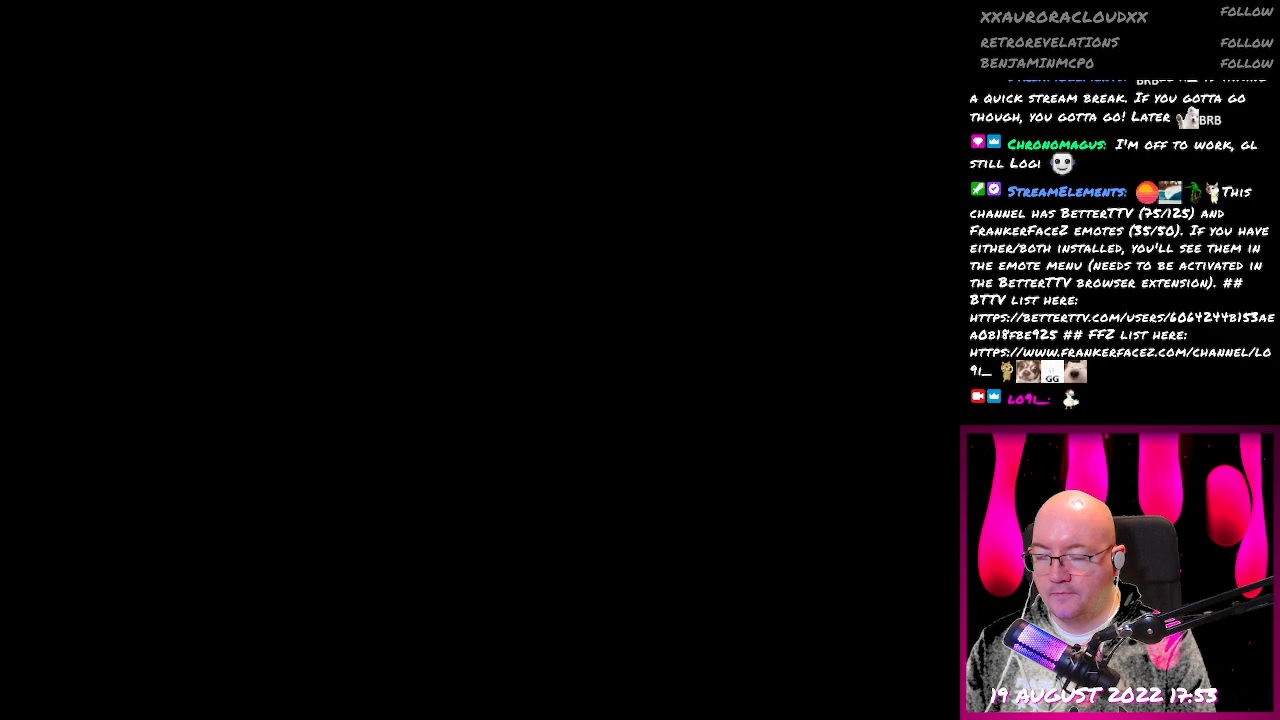 xxAuroraCloudxx Follow
RetroRevelations Follow
BenjaminMcPo Follow
StreamElements:
a quick stream break. If you gotta go
though, you gotta go! Later BRB
Chronomagus: I'm off to work, gl
still Logi
StreamElements: This
channel has BetterTTV (75/125) and
FrankerFaceZ emotes (35/50). If you have
either/both installed, you'll see them in
the emote menu (needs to be activated in
the BetterTTV browser extension). ##
BTTV list here:
https://betterttv.com/users/6064244b153ae
a0b18fbe925 ## FFZ list here:
https://www.frankerfacez.com/channel/lo
9i_ GG
lo9i_:
19 August 2022 17:53